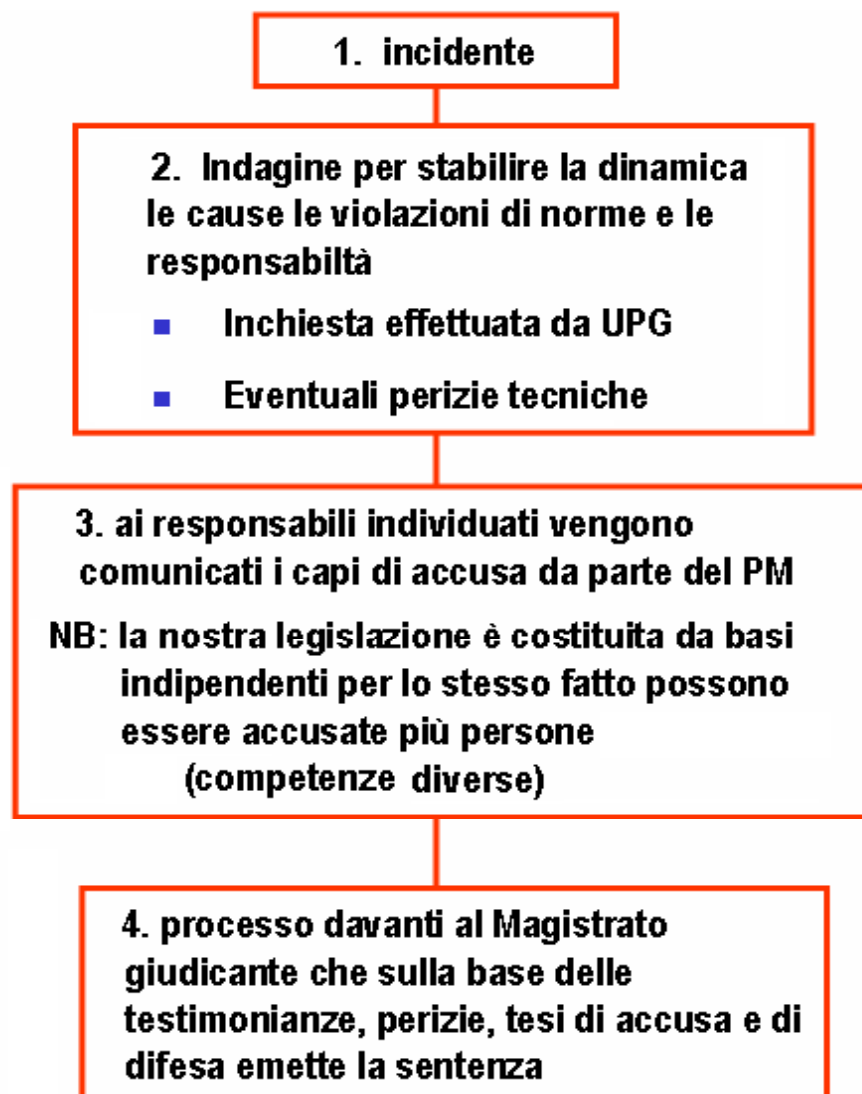 1. incidente
2. Indagine per stabilire la dinamica
le cause le violazioni di norme e le
responsabiltà
Inchiesta effettuata da UPG
Eventuali perizie tecniche
3. ai responsabili individuati vengono
comunicati i capi di accusa da parte del PM
NB: la nostra legislazione è costituita da basi
indipendenti per lo stesso fatto possono
essere accusate più persone
(competenze diverse)
4. processo davanti al Magistrato
giudicante che sulla base delle
testimonianze, perizie, tesi di accusa e di
difesa emette la sentenza